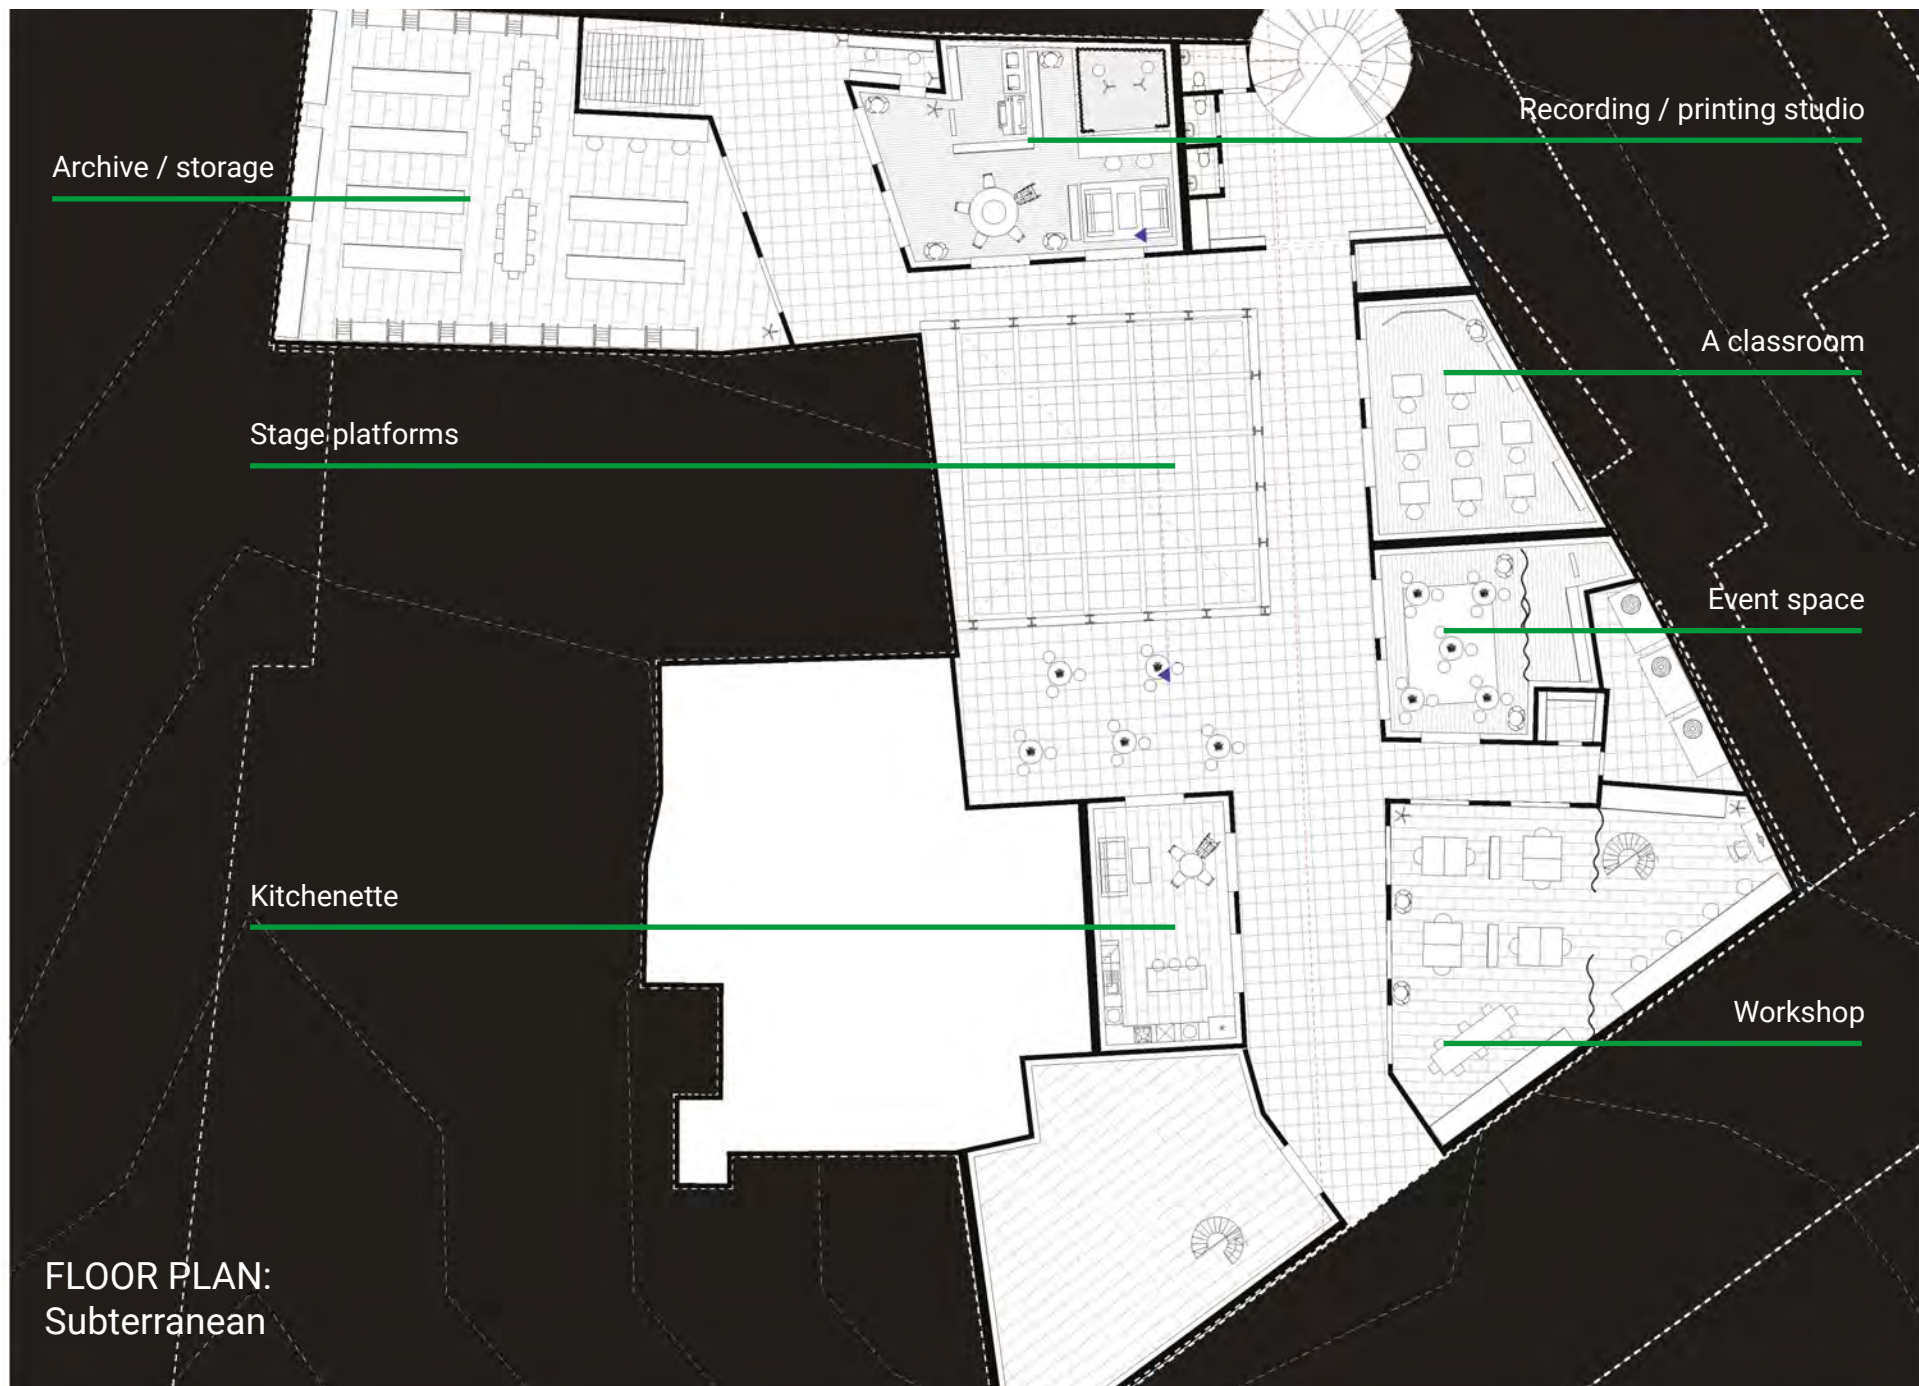 Recording / printing studio
Archive / storage
A classroom
Stage platforms
Event space
Kitchenette
Workshop
FLOOR PLAN:
Subterranean